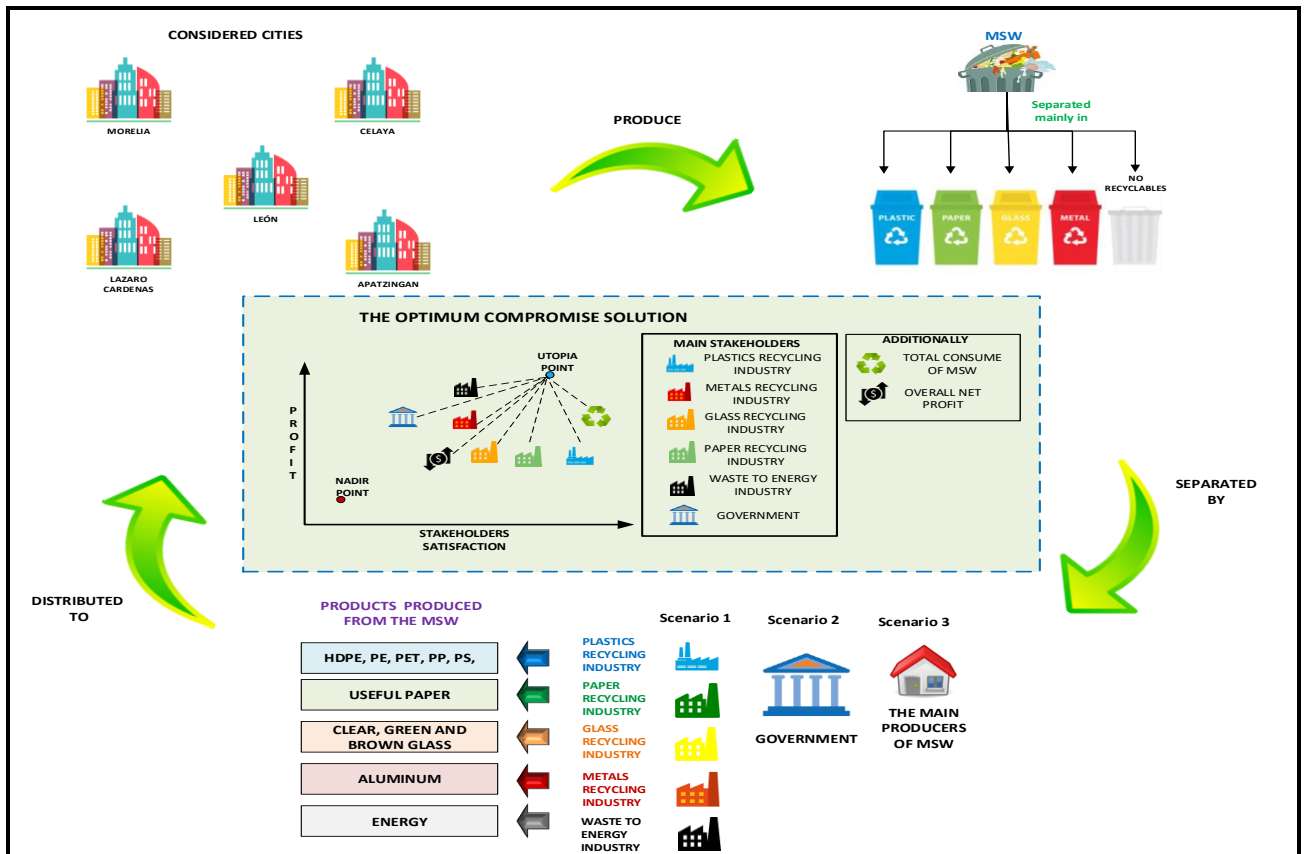 CONSIDERED CITIES
MORELIA
CELAYA
LEÓN
LAZARO
CARDENAS
APATZINGAN
PRODUCE
MSW
Separated
mainly in
NO
RECYCLABLES
PLASTIC
PAPER
GLASS
METAL
THE OPTIMUM COMPROMISE SOLUTION
UTOPIA
POINT
PROFIT
NADIR
POINT
STAKEHOLDERS
SATISFACTION
MAIN STAKEHOLDERS
PLASTICS RECYCLING
INDUSTRY
METALS RECYCLING
INDUSTRY
GLASS RECYCLING
INDUSTRY
PAPER RECYCLING
INDUSTRY
WASTE TO ENERGY
INDUSTRY
GOVERNMENT
ADDITIONALLY
TOTAL CONSUME
OF MSW
OVERALL NET
PROFIT
SEPARATED
BY
DISTRIBUTED
TO
PRODUCTS PRODUCED
FROM THE MSW
HDPE, PE, PET, PP, PS,
USEFUL PAPER
CLEAR, GREEN AND
BROWN GLASS
ALUMINUM
ENERGY
Scenario 1
PLASTICS
RECYCLING
INDUSTRY
PAPER
RECYCLING
INDUSTRY
GLASS
RECYCLING
INDUSTRY
METALS
RECYCLING
INDUSTRY
WASTE TO
ENERGY
INDUSTRY
Scenario 2
GOVERNMENT
Scenario 3
THE MAIN
PRODUCERS
OF MSW